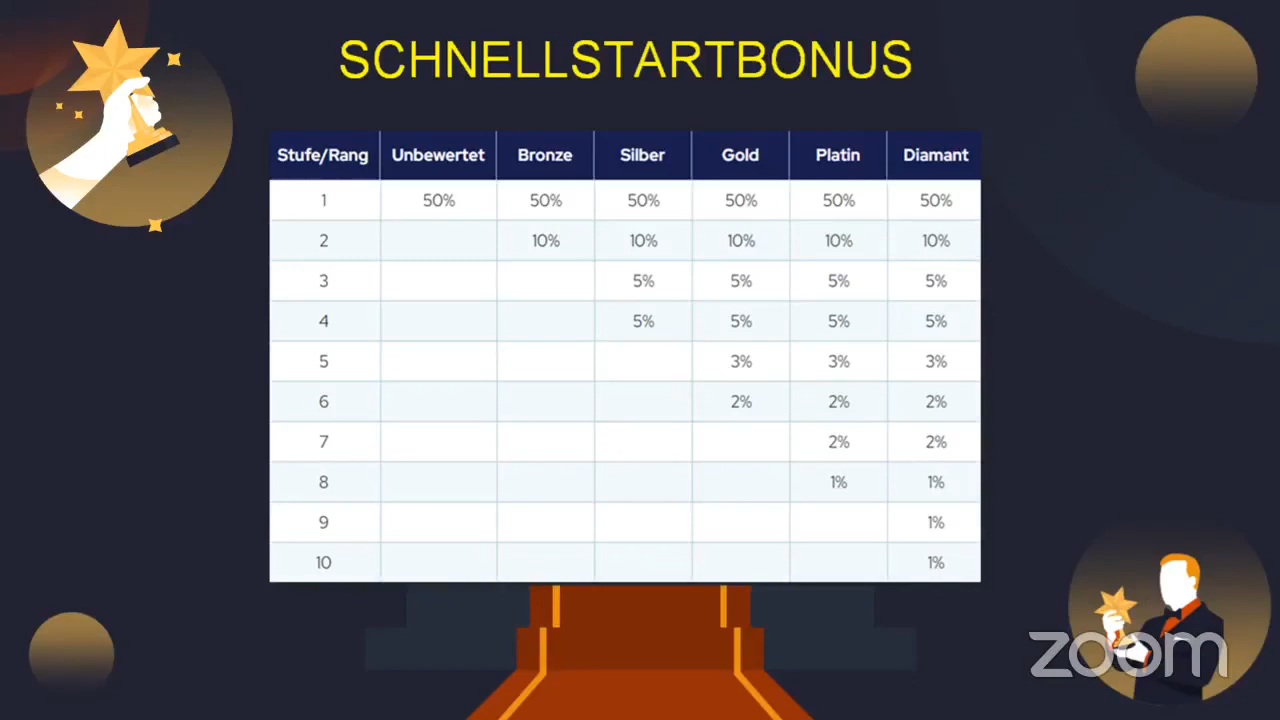 SCHNELLSTARTBONUS
Stufe/Rang Unbewertet Bronze Silber Gold Platin Diamant
1 50% 50% 50% 50% 50% 50%
2 10% 10% 10% 10% 10%
3 5% 5% 5% 5%
4 5% 5% 5% 5%
5 3% 3% 3%
6 2% 2% 2%
7 2% 2%
8 1% 1%
9 1%
10 1%
zoom